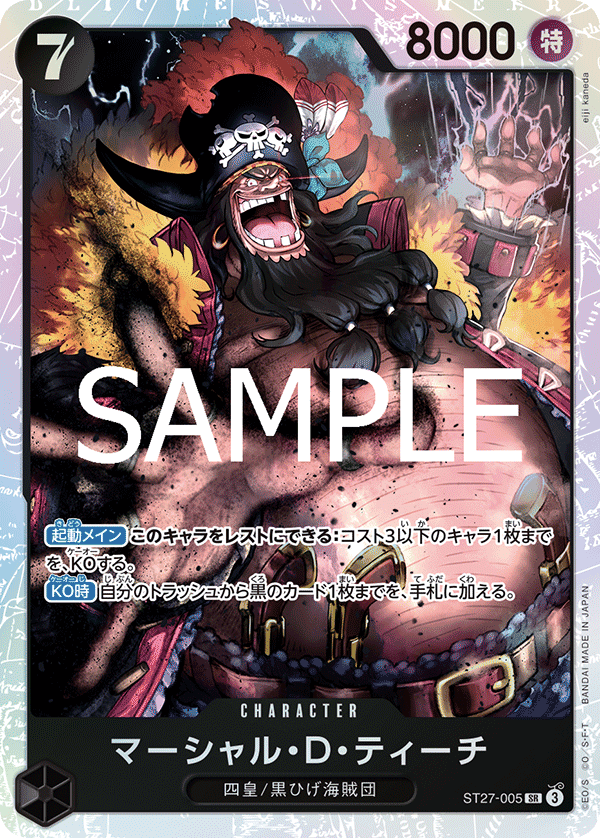 DLICHES EISMEER
7
8000
特
eiji kaneda
SAMPLE
起動メイン このキャラをレストにできる：コスト3以下のキャラ1枚まで
を、KOする。
KO時 自分のトラッシュから黒のカード1枚までを、手札に加える。
CHARACTER
マーシャル・D・ティーチ
四皇/黒ひげ海賊団
ST27-005 SR 3
©EO/S ©O/ S・F・T BANDAI MADE IN JAPAN